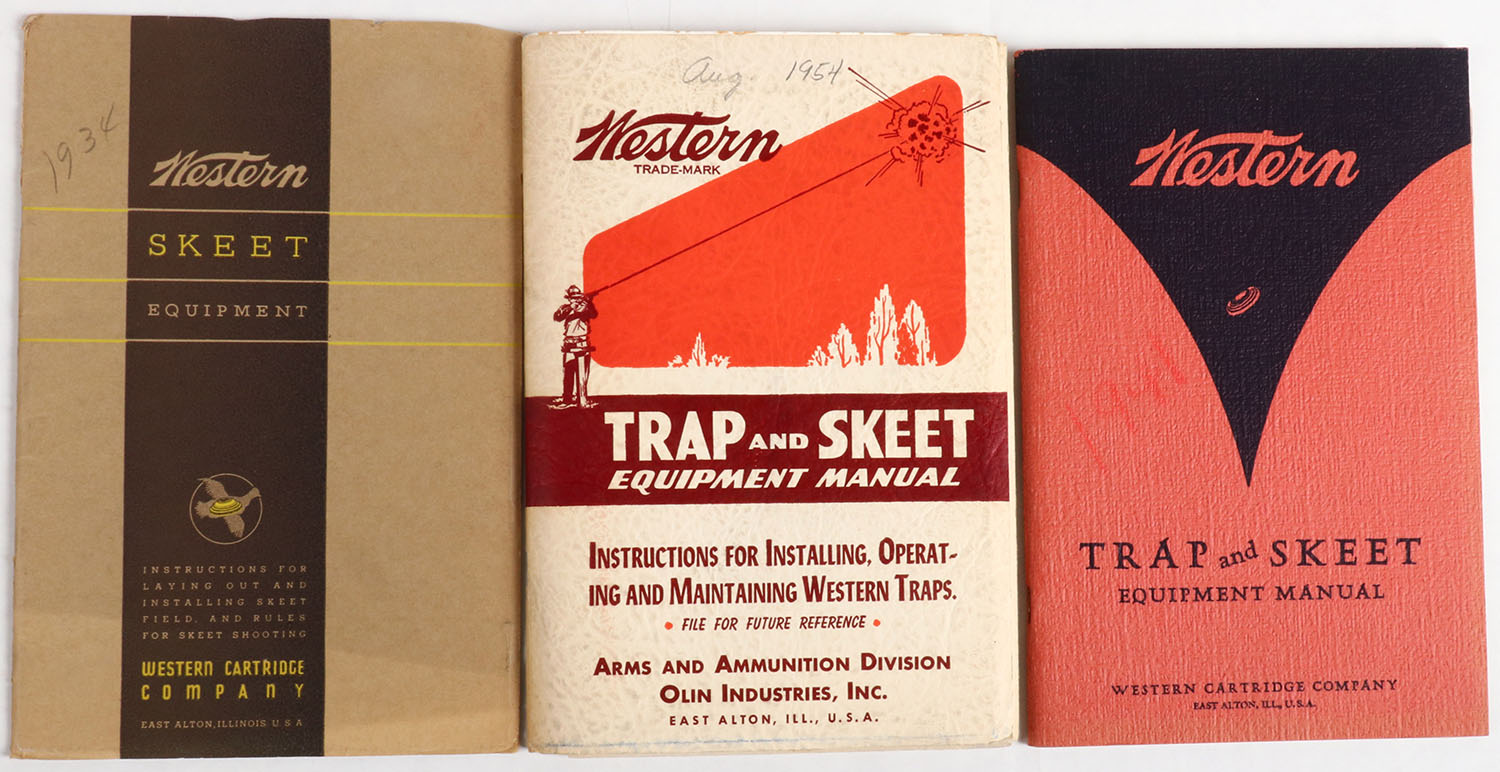 1934
Western
SKEET
EQUIPMENT
INSTRUCTIONS FOR
LAYING OUT AND
INSTALLING SKEET
FIELD, AND RULES
FOR SKEET SHOOTING
WESTERN CARTRIDGE
COMPANY
EAST ALTON, ILLINOIS U S A
Aug 1954
Western
TRADE-MARK
TRAP AND SKEET
EQUIPMENT MANUAL
INSTRUCTIONS FOR INSTALLING, OPERAT-
ING AND MAINTAINING WESTERN TRAPS.
• FILE FOR FUTURE REFERENCE •
ARMS AND AMMUNITION DIVISION
OLIN INDUSTRIES, INC.
EAST ALTON, ILL., U.S.A.
Western
TRAP and SKEET
EQUIPMENT MANUAL
WESTERN CARTRIDGE COMPANY
EAST ALTON, ILL., U.S.A.